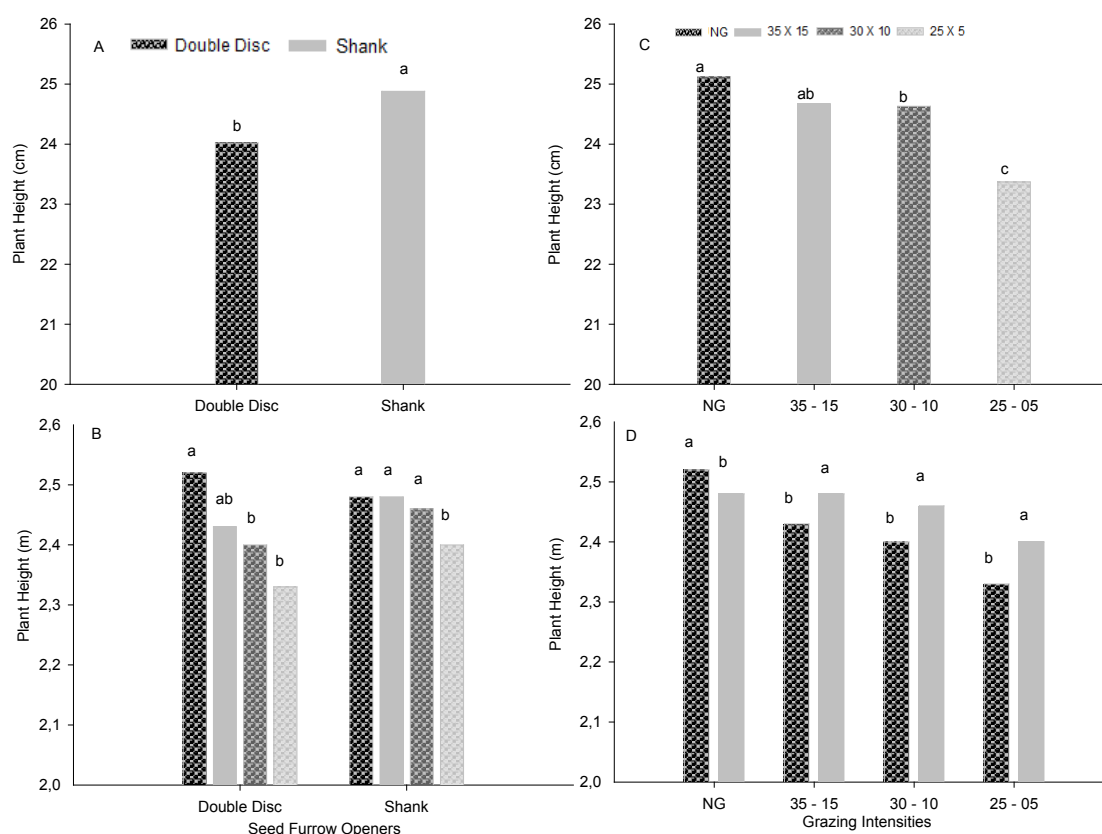 A
Double Disc
Shank
Plant Height (cm)
26
25
24
23
22
21
20
b
a
Double Disc
Shank
C
NG
35 X 15
30 X 10
25 X 5
Plant Height (cm)
26
25
24
23
22
21
20
a
ab
b
c
NG
35 - 15
30 - 10
25 - 05
B
Plant Height (m)
2,6
2,5
2,4
2,3
2,2
2,1
2,0
a
ab
b
b
a
a
a
b
Double Disc
Shank
Seed Furrow Openers
D
Plant Height (m)
2,6
2,5
2,4
2,3
2,2
2,1
2,0
a
b
b
a
b
a
b
a
NG
35 - 15
30 - 10
25 - 05
Grazing Intensities